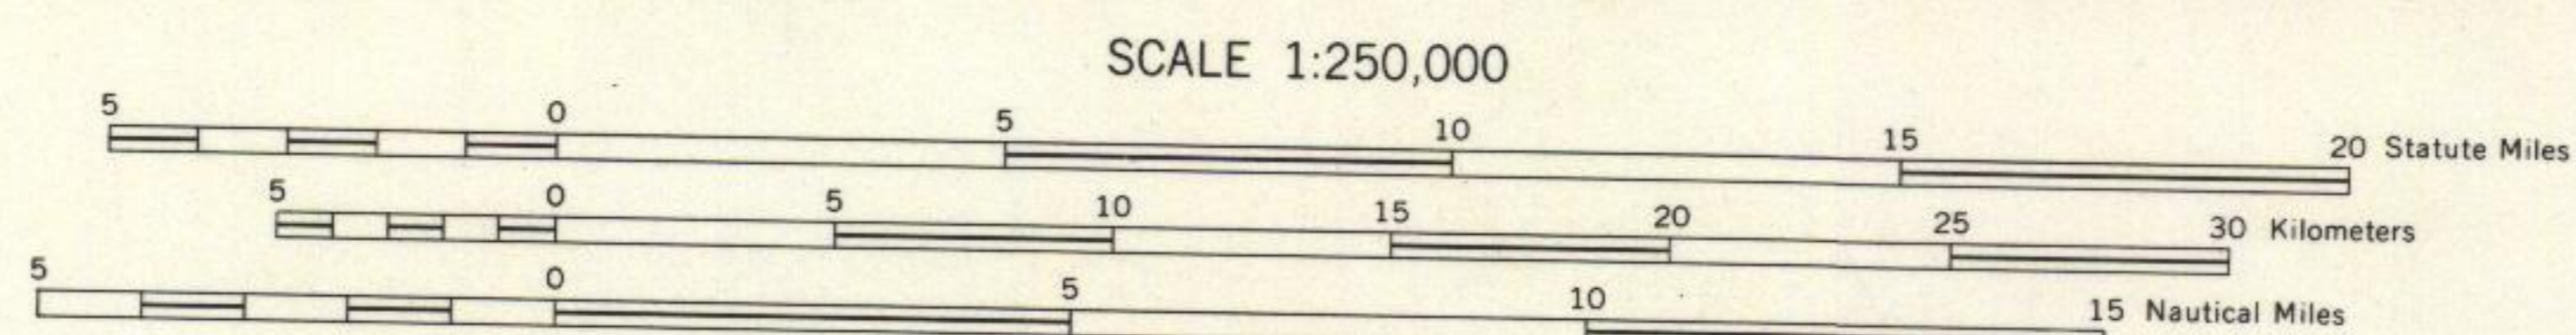 SCALE 1:250,000
5 0 5 10 15 20 Statute Miles
5 0 5 10 15 20 25 30 Kilometers
5 0 5 10 15 Nautical Miles